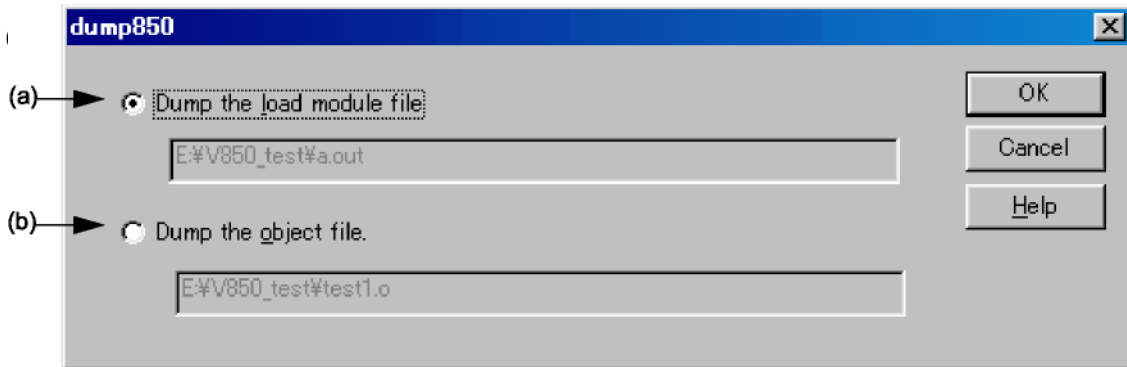 dump850
(a) Dump the load module file
OK
E:¥V850_test¥a.out
Cancel
Help
(b) Dump the object file.
E:¥V850_test¥test1.o